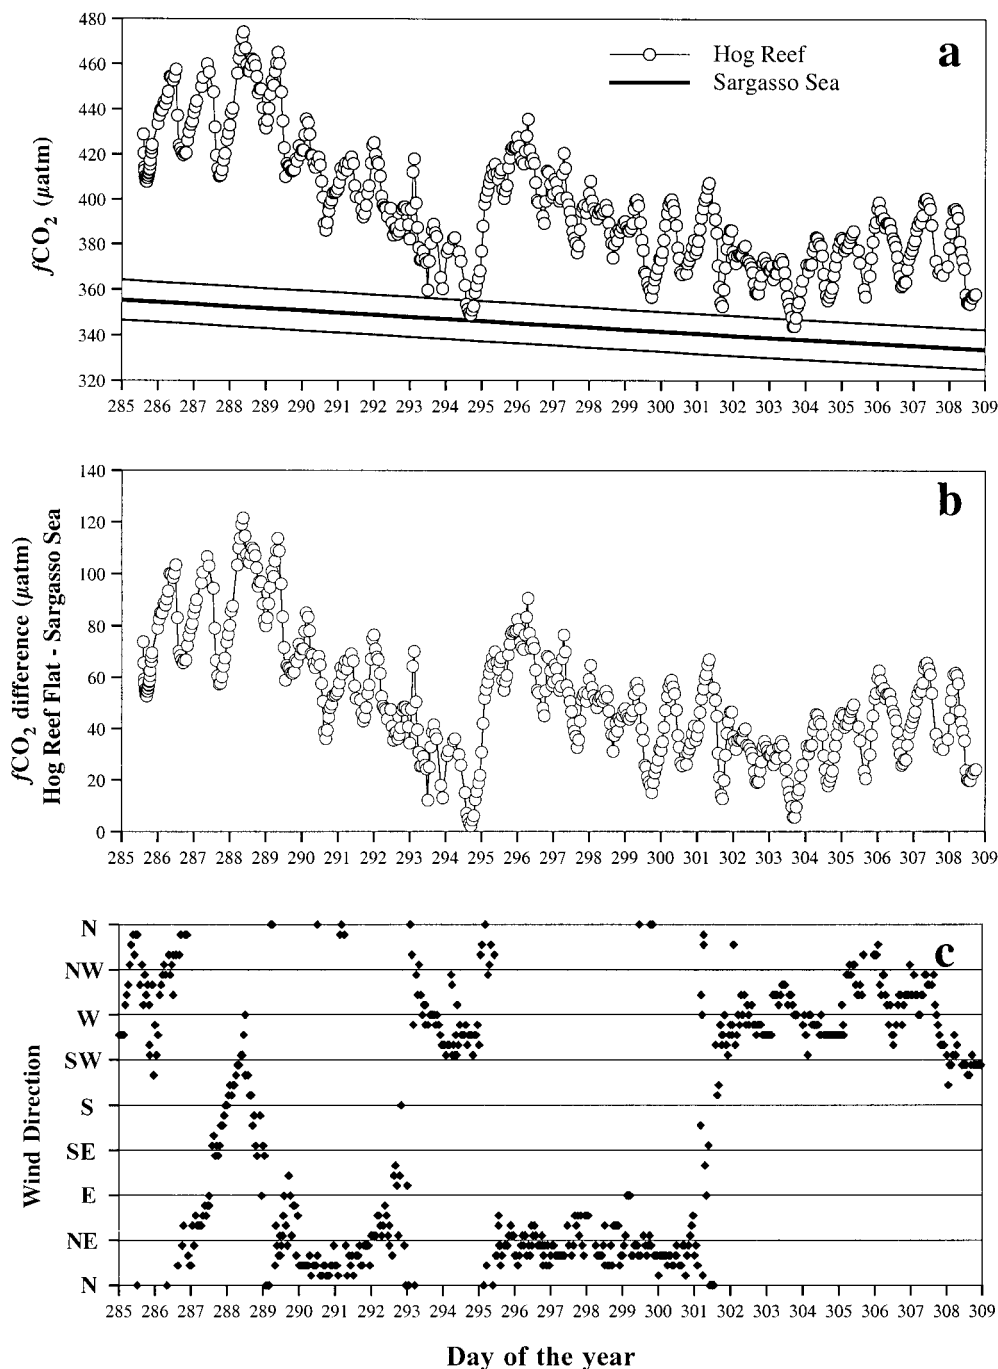 480
460
440
420
400
380
360
340
320
fCO2 (μatm)
a
Hog Reef
Sargasso Sea
285 286 287 288 289 290 291 292 293 294 295 296 297 298 299 300 301 302 303 304 305 306 307 308 309
140
120
100
80
60
40
20
0
fCO2 difference (μatm)
Hog Reef Flat - Sargasso Sea
b
285 286 287 288 289 290 291 292 293 294 295 296 297 298 299 300 301 302 303 304 305 306 307 308 309
N
NW
W
SW
S
SE
E
NE
N
Wind Direction
c
285 286 287 288 289 290 291 292 293 294 295 296 297 298 299 300 301 302 303 304 305 306 307 308 309
Day of the year